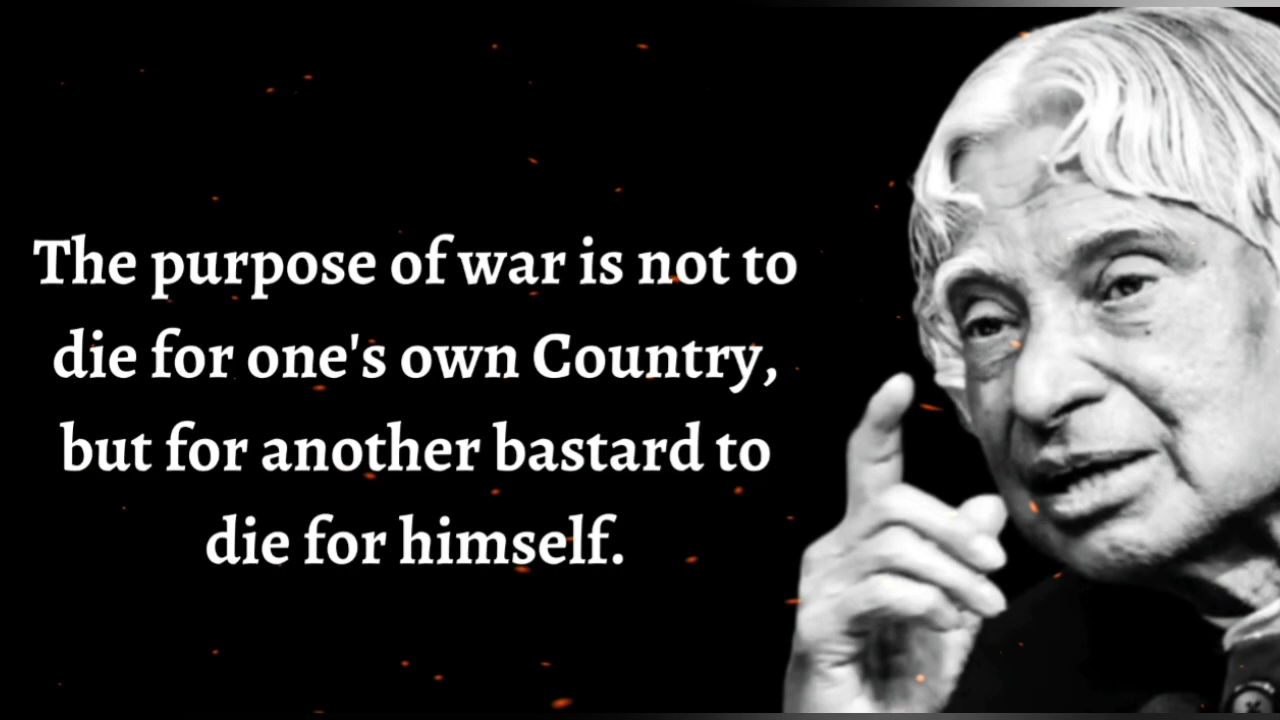 The purpose of war is not to
die for one's own Country,
but for another bastard to
die for himself.